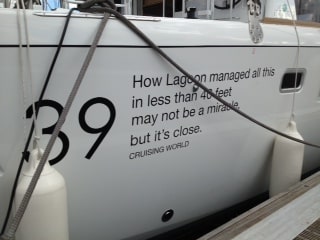 39
How Lagoon managed all this
in less than 40 feet
may not be a miracle,
but it's close.
CRUISING WORLD